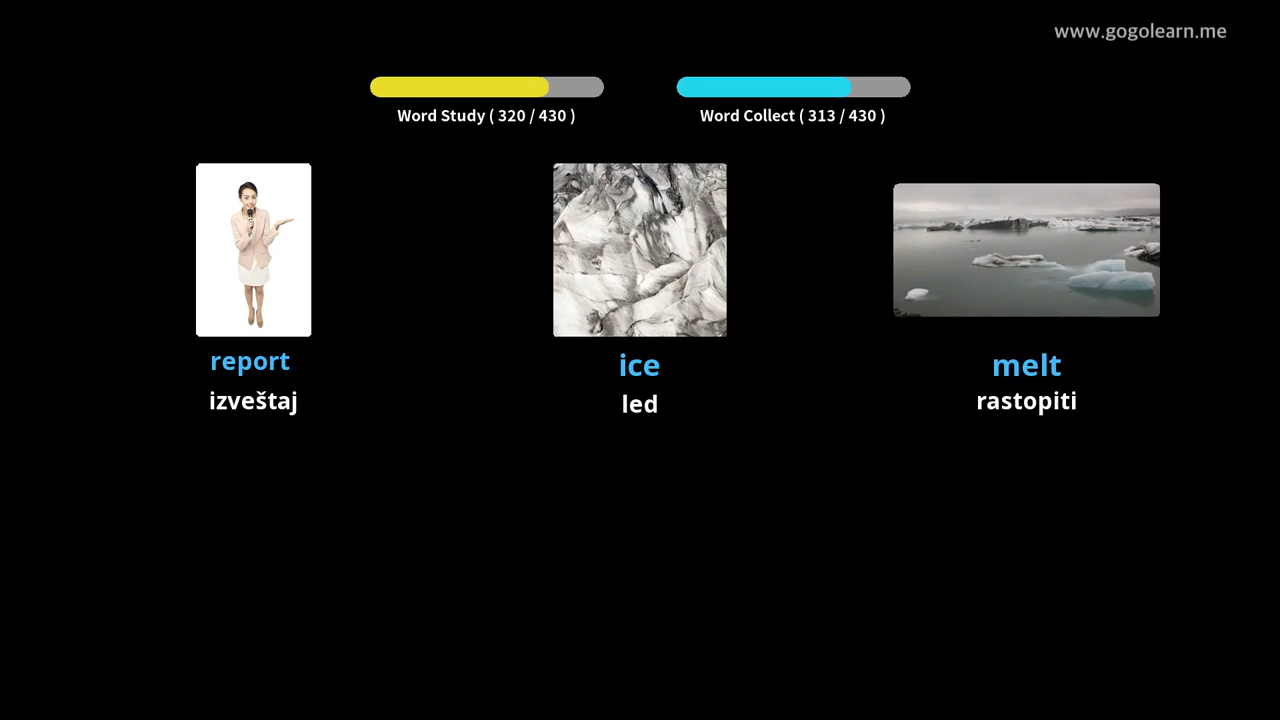 www.gogolearn.me
Word Study ( 320 / 430 )
Word Collect ( 313 / 430 )
report
izveštaj
ice
led
melt
rastopiti